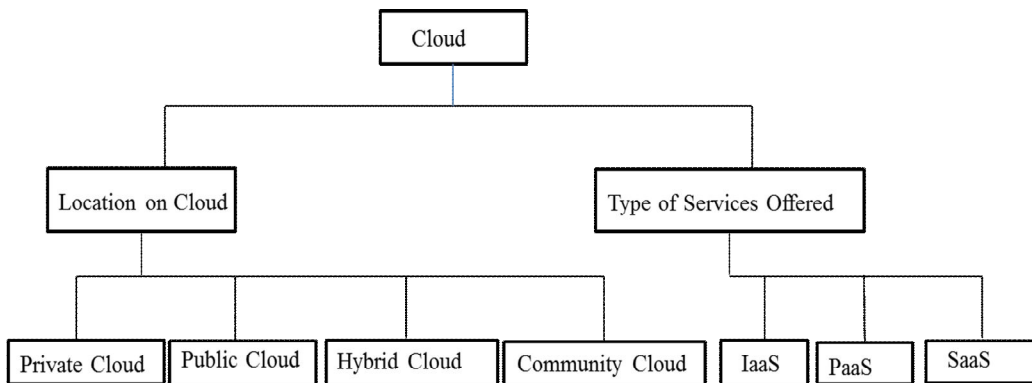 Cloud
Location on Cloud
Type of Services Offered
Private Cloud
Public Cloud
Hybrid Cloud
Community Cloud
IaaS
PaaS
SaaS